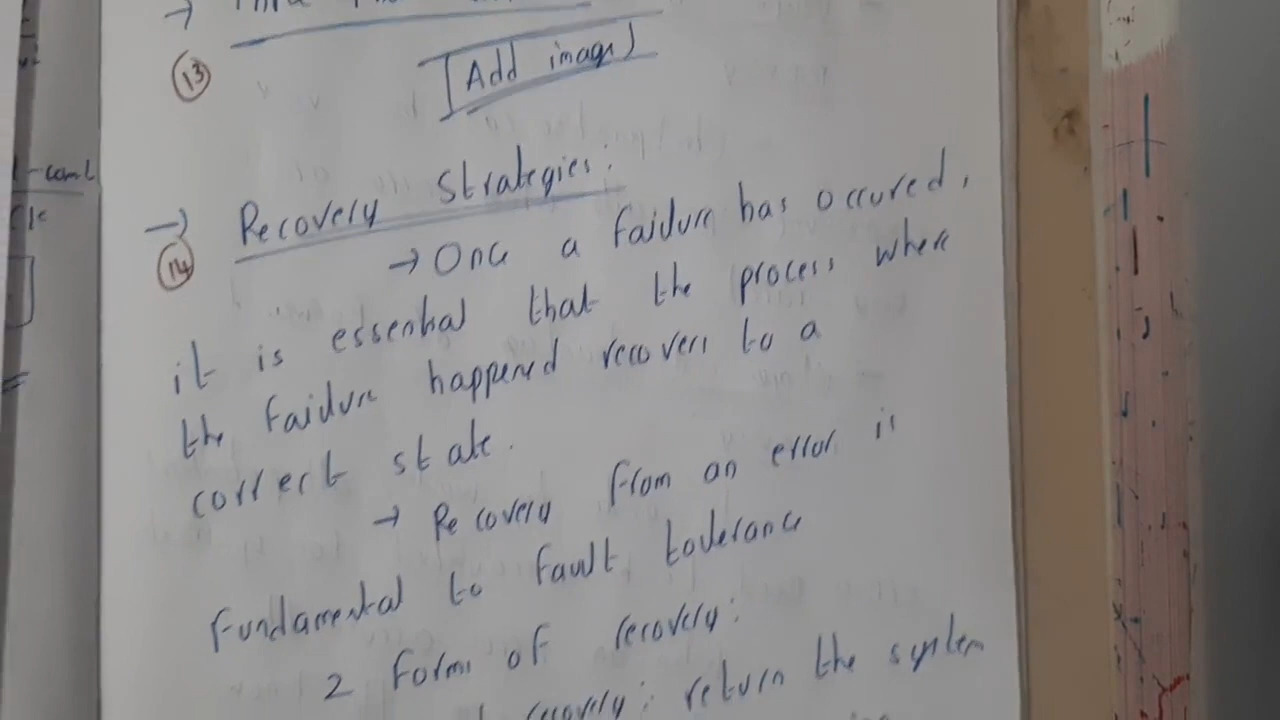 →
(13) [Add image]
→ Recovery Strategies:
(14) → Once a failure has occured,
it is essential that the process where
the failure happened recovers to a
correct state.
→ Recovery from an error is
fundamental to fault tolerance
2 forms of recovery:
recovery: return the system